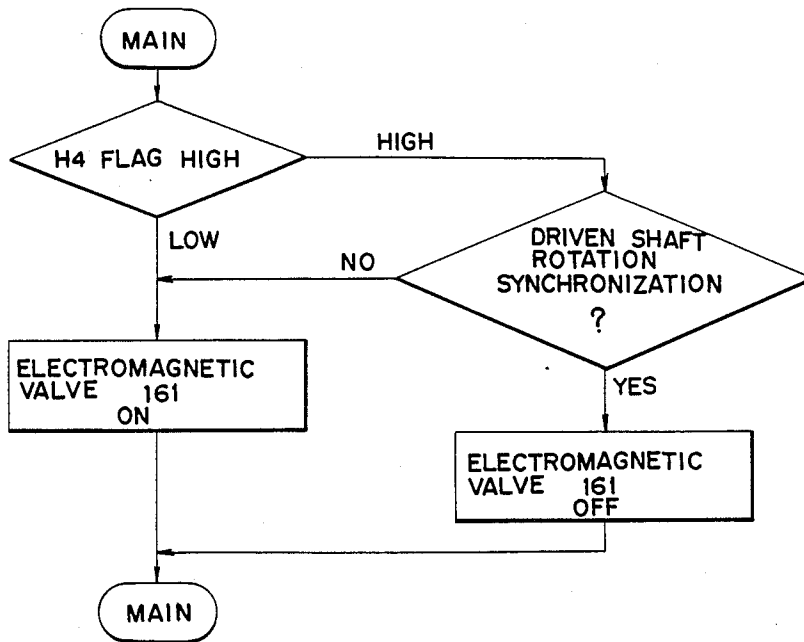 MAIN
H4 FLAG HIGH
HIGH
LOW
NO
DRIVEN SHAFT
ROTATION
SYNCHRONIZATION
?
YES
ELECTROMAGNETIC
VALVE 161
ON
ELECTROMAGNETIC
VALVE 161
OFF
MAIN